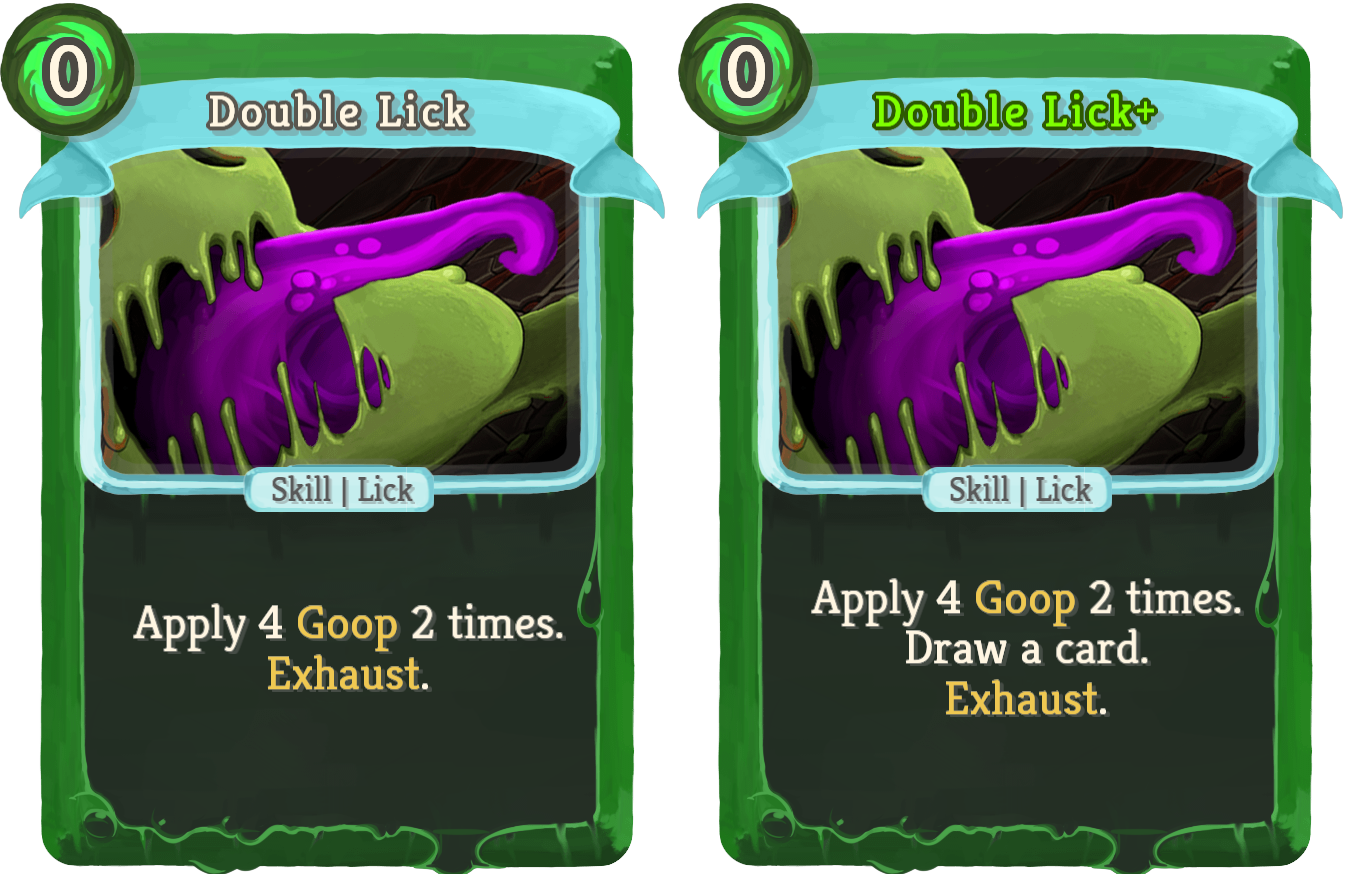 0
Double Lick
Skill | Lick
Apply 4 Goop 2 times.
Exhaust.
0
Double Lick+
Skill | Lick
Apply 4 Goop 2 times.
Draw a card.
Exhaust.